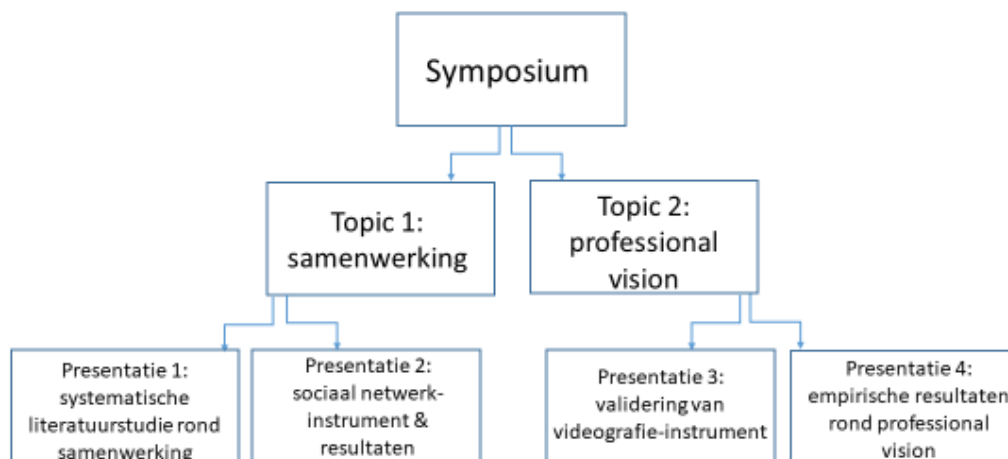 Symposium
Topic 1:
samenwerking
Topic 2:
professional
vision
Presentatie 1:
systematische
literatuurstudie rond
samenwerking
Presentatie 2:
sociaal netwerk-
instrument &
resultaten
Presentatie 3:
validering van
videografie-instrument
Presentatie 4:
empirische resultaten
rond professional
vision